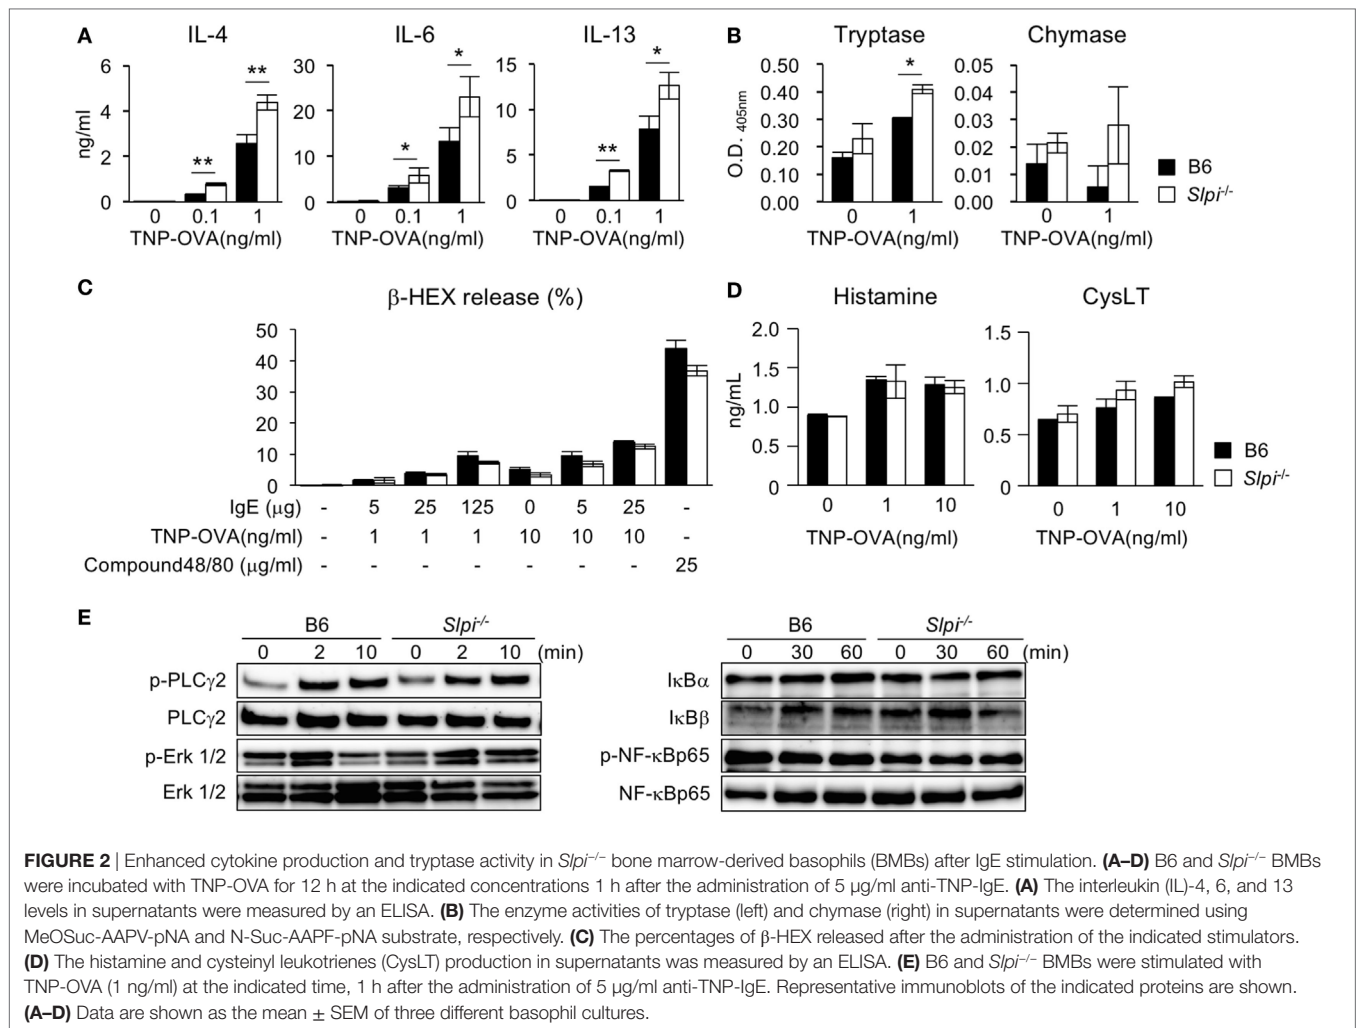 A
IL-4
IL-6
IL-13
ng/ml
6
4
2
0
**
**
0 0.1 1
TNP-OVA(ng/ml)
30
20
10
0
*
*
0 0.1 1
TNP-OVA(ng/ml)
15
10
5
0
**
*
0 0.1 1
TNP-OVA(ng/ml)
B
Tryptase
Chymase
O.D. 405nm
0.50
0.40
0.30
0.20
0.10
0.00
*
0 1
TNP-OVA(ng/ml)
0.05
0.04
0.03
0.02
0.01
0.00
0 1
TNP-OVA(ng/ml)
B6
Slpi-/-
C
β-HEX release (%)
50
40
30
20
10
0
IgE (μg) - 5 25 125 0 5 25 -
TNP-OVA(ng/ml) - 1 1 1 10 10 10 -
Compound48/80 (μg/ml) - - - - - - - 25
D
Histamine
CysLT
ng/mL
2.0
1.5
1.0
0.5
0
0 1 10
TNP-OVA(ng/ml)
1.5
1.0
0.5
0
0 1 10
TNP-OVA(ng/ml)
B6
Slpi-/-
E
B6 Slpi-/-
0 2 10 0 2 10 (min)
p-PLCγ2
PLCγ2
p-Erk 1/2
Erk 1/2
B6 Slpi-/-
0 30 60 0 30 60 (min)
IκBα
IκBβ
p-NF-κBp65
NF-κBp65
FIGURE 2 | Enhanced cytokine production and tryptase activity in Slpi−/− bone marrow-derived basophils (BMBs) after IgE stimulation. (A–D) B6 and Slpi−/− BMBs
were incubated with TNP-OVA for 12 h at the indicated concentrations 1 h after the administration of 5 μg/ml anti-TNP-IgE. (A) The interleukin (IL)-4, 6, and 13
levels in supernatants were measured by an ELISA. (B) The enzyme activities of tryptase (left) and chymase (right) in supernatants were determined using
MeOSuc-AAPV-pNA and N-Suc-AAPF-pNA substrate, respectively. (C) The percentages of β-HEX released after the administration of the indicated stimulators.
(D) The histamine and cysteinyl leukotrienes (CysLT) production in supernatants was measured by an ELISA. (E) B6 and Slpi−/− BMBs were stimulated with
TNP-OVA (1 ng/ml) at the indicated time, 1 h after the administration of 5 μg/ml anti-TNP-IgE. Representative immunoblots of the indicated proteins are shown.
(A–D) Data are shown as the mean ± SEM of three different basophil cultures.